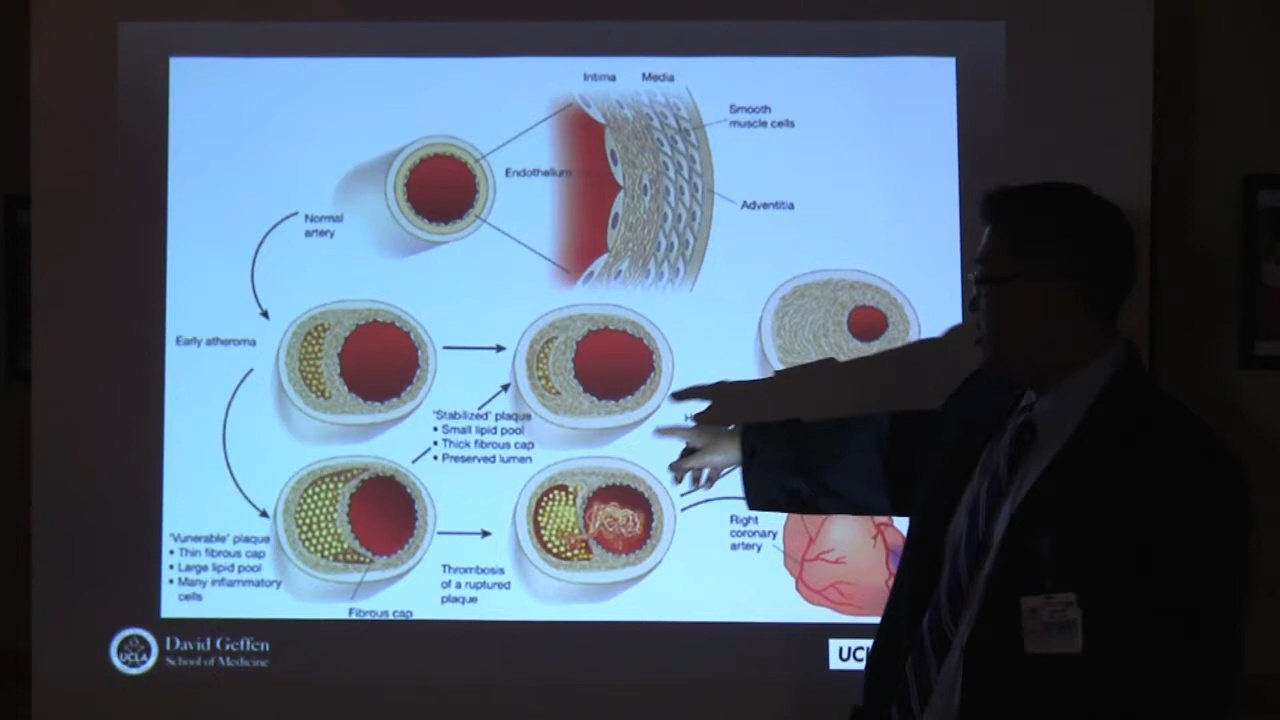 Intima Media
Smooth
muscle cells
Endothelium
Adventitia
Normal
artery
Early atheroma
"Stabilized" plaque
• Small lipid pool
• Thick fibrous cap
• Preserved lumen
"Vunerable" plaque
• Thin fibrous cap
• Large lipid pool
• Many inflammatory
cells
Fibrous cap
Thrombosis
of a ruptured
plaque
Right
coronary
artery
UCLA
David Geffen
School of Medicine